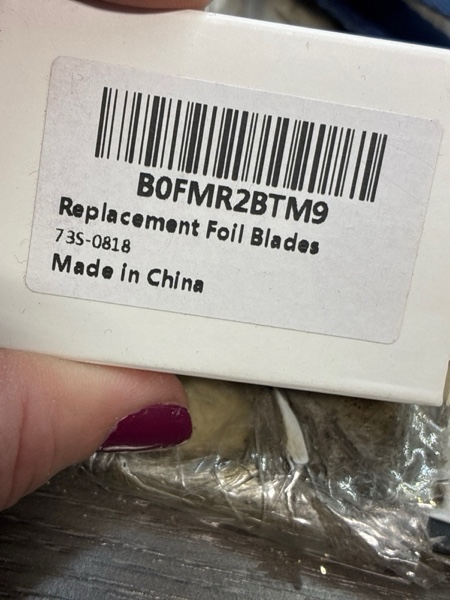 B0FMR2BTM9
Replacement Foil Blades
73S-0818
Made in China